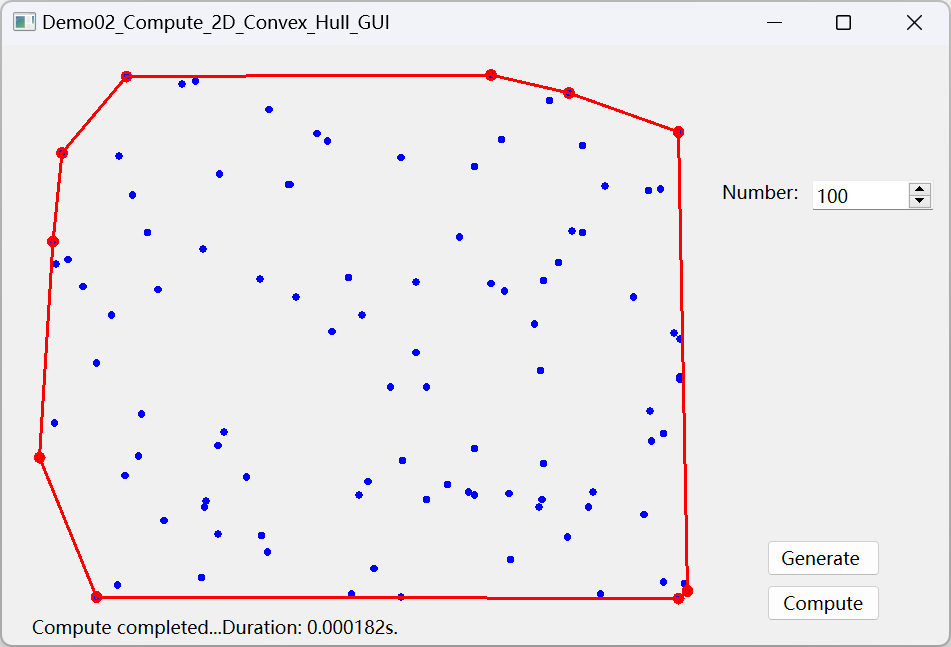 Demo02_Compute_2D_Convex_Hull_GUI
Number: 100
Generate
Compute
Compute completed...Duration: 0.000182s.